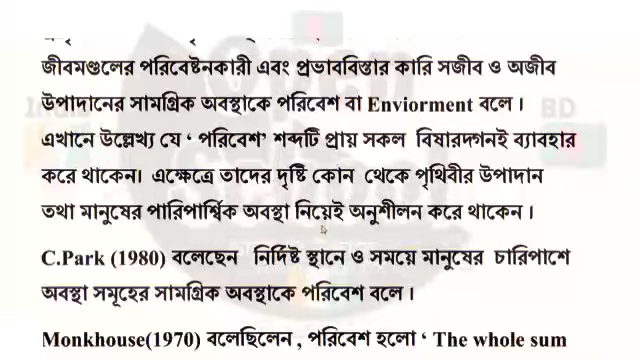 জীবমণ্ডলের পরিবেষ্টনকারী এবং প্রভাববিস্তার কারি সজীব ও অজীব
উপাদানের সামগ্রিক অবস্থাকে পরিবেশ বা Enviorment বলে ।
এখানে উল্লেখ্য যে ‘ পরিবেশ’ শব্দটি প্রায় সকল বিষারদগনই ব্যাবহার
করে থাকেন। এক্ষেত্রে তাদের দৃষ্টি কোন থেকে পৃথিবীর উপাদান
তথা মানুষের পারিপার্শ্বিক অবস্থা নিয়েই অনুশীলন করে থাকেন ।
C.Park (1980) বলেছেন নির্দিষ্ট স্থানে ও সময়ে মানুষের চারিপাশে
অবস্থা সমূহের সামগ্রিক অবস্থাকে পরিবেশ বলে ।
Monkhouse(1970) বলেছিলেন , পরিবেশ হলো ‘ The whole sum